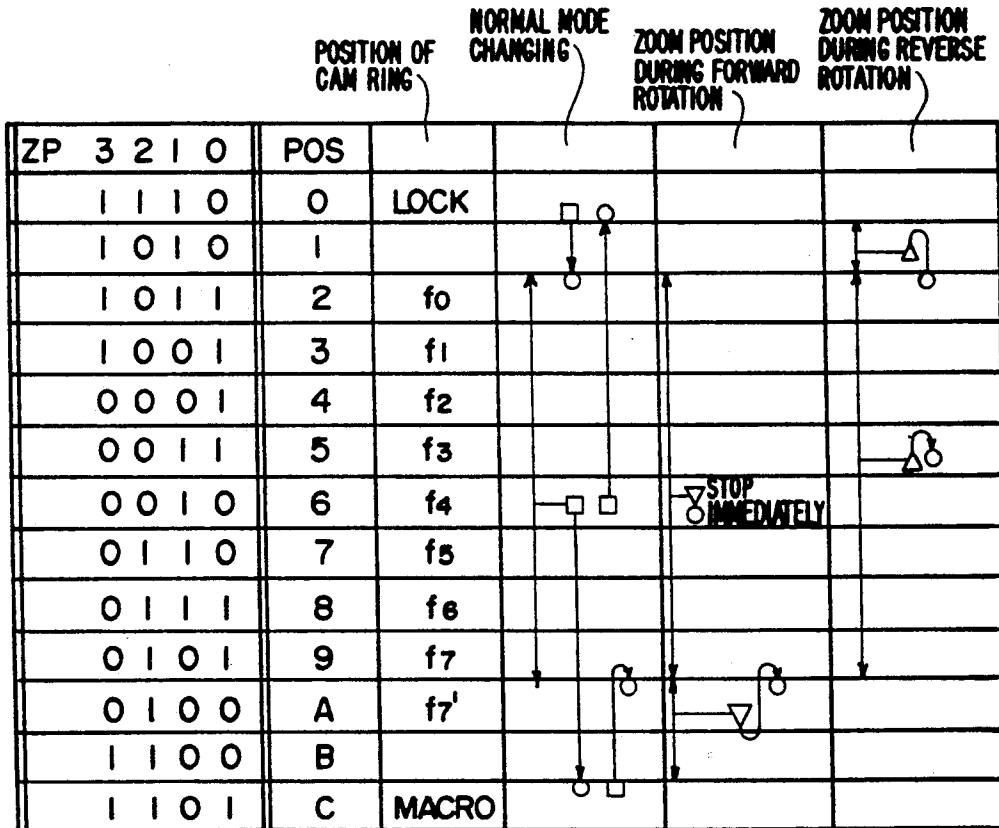 POSITION OF
CAM RING
NORMAL MODE
CHANGING
ZOOM POSITION
DURING FORWARD
ROTATION
ZOOM POSITION
DURING REVERSE
ROTATION
ZP 3 2 1 0 POS
1 1 1 0 0 LOCK
1 0 1 0 1
1 0 1 1 2 f0
1 0 0 1 3 f1
0 0 0 1 4 f2
0 0 1 1 5 f3
0 0 1 0 6 f4 STOP
IMMEDIATELY
0 1 1 0 7 f5
0 1 1 1 8 f6
0 1 0 1 9 f7
0 1 0 0 A f7'
1 1 0 0 B
1 1 0 1 C MACRO